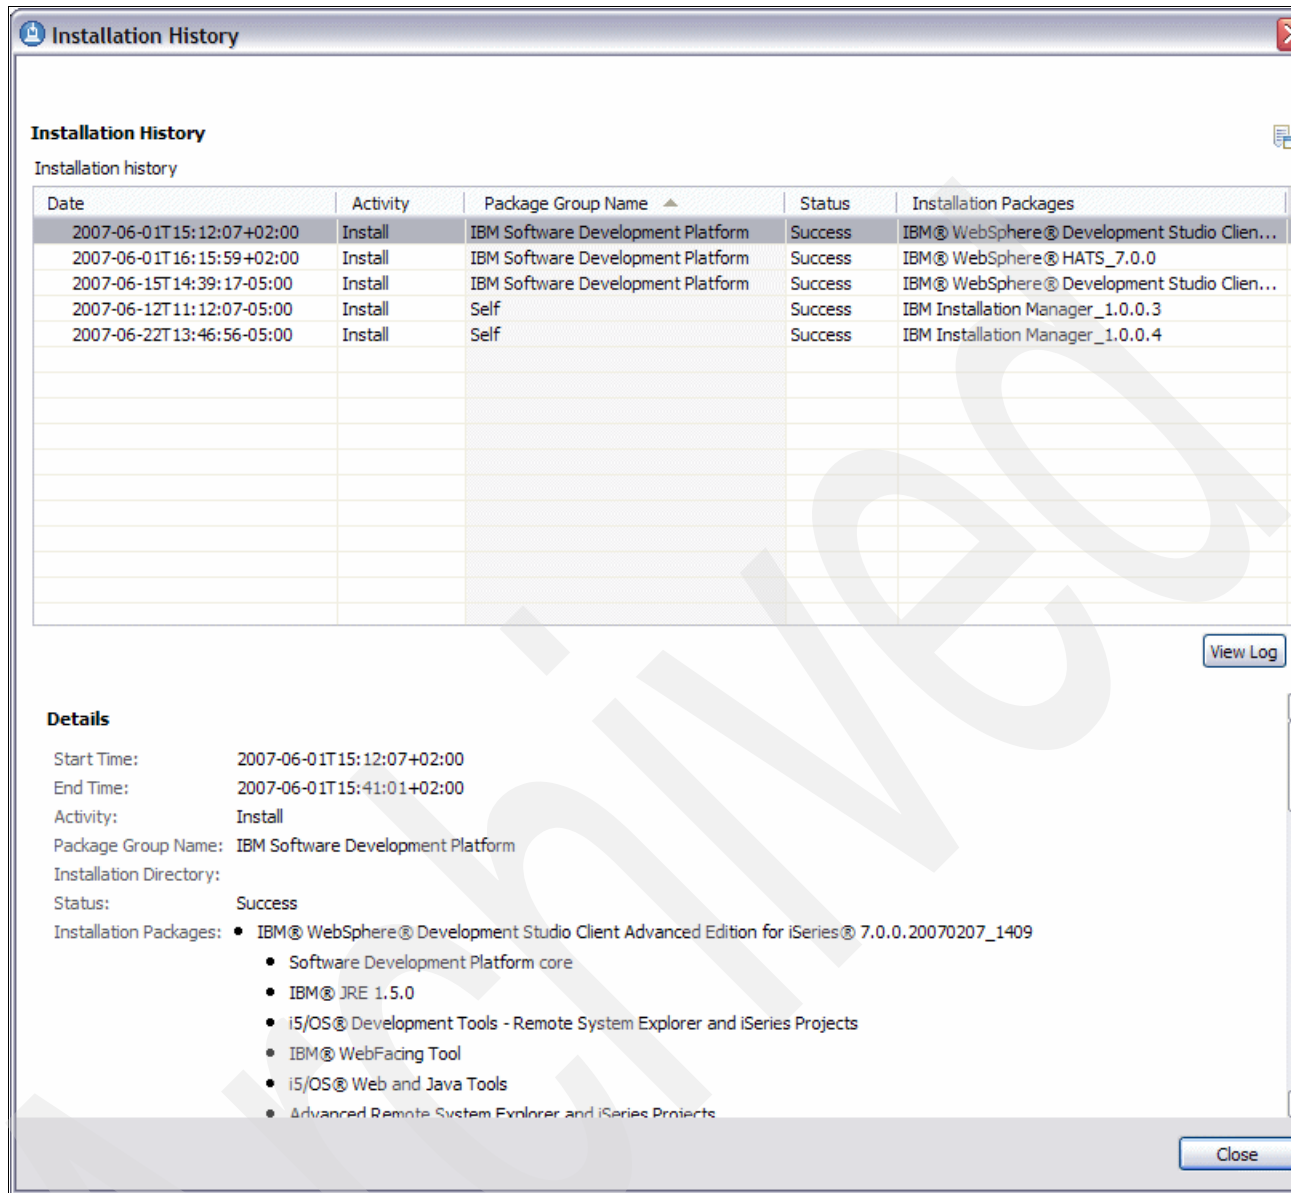 Installation History
Installation History
Installation history
Date Activity Package Group Name Status Installation Packages
2007-06-01T15:12:07+02:00 Install IBM Software Development Platform Success IBM® WebSphere® Development Studio Clien...
2007-06-01T16:15:59+02:00 Install IBM Software Development Platform Success IBM® WebSphere® HATS_7.0.0
2007-06-15T14:39:17-05:00 Install IBM Software Development Platform Success IBM® WebSphere® Development Studio Clien...
2007-06-12T11:12:07-05:00 Install Self Success IBM Installation Manager_1.0.0.3
2007-06-22T13:46:56-05:00 Install Self Success IBM Installation Manager_1.0.0.4
View Log
Details
Start Time: 2007-06-01T15:12:07+02:00
End Time: 2007-06-01T15:41:01+02:00
Activity: Install
Package Group Name: IBM Software Development Platform
Installation Directory:
Status: Success
Installation Packages: • IBM® WebSphere® Development Studio Client Advanced Edition for iSeries® 7.0.0.20070207_1409
• Software Development Platform core
• IBM® JRE 1.5.0
• i5/OS® Development Tools - Remote System Explorer and iSeries Projects
• IBM® WebFacing Tool
• i5/OS® Web and Java Tools
• Advanced Remote System Explorer and iSeries Projects
Close
Archived